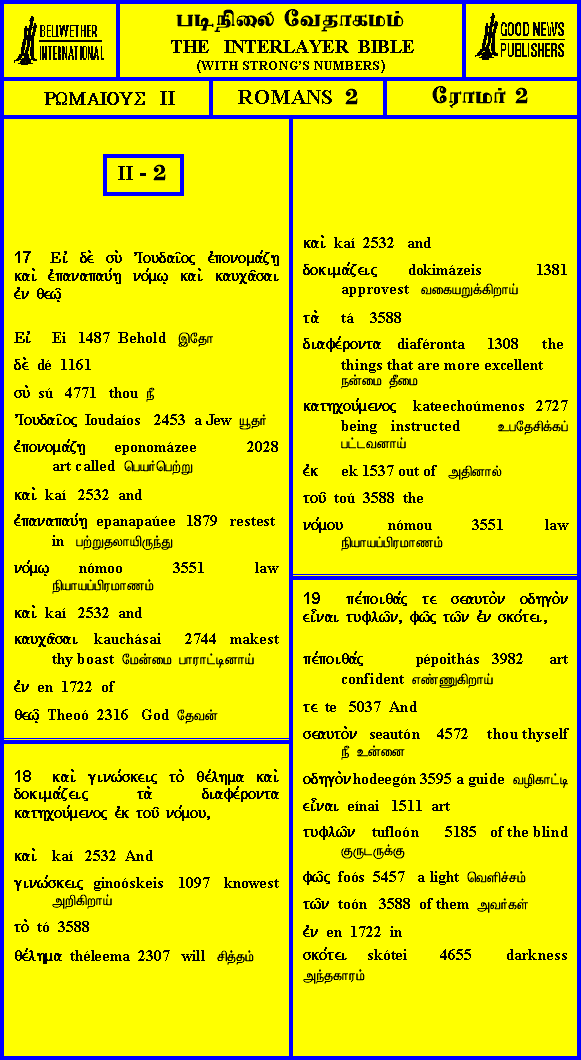 BELLWETHER
INTERNATIONAL
படிநிலை வேதாகமம்
THE INTERLAYER BIBLE
(WITH STRONG'S NUMBERS)
GOOD NEWS
PUBLISHERS
ΡΩΜΑΙΟΥΣ II
ROMANS 2
ரோமர் 2
II - 2
17 Εἰ δὲ σὺ Ἰουδαῖος ἐπονομάζῃ
καὶ ἐπαναπαύῃ νόμῳ καὶ καυχᾶσαι
ἐν θεῷ
Εἰ Ei 1487 Behold இதோ
δὲ dé 1161
σὺ sú 4771 thou நீ
Ἰουδαῖος Ioudaíos 2453 a Jew யூதர்
ἐπονομάζῃ eponomázee 2028
art called பெயர்பெற்று
καὶ kaí 2532 and
ἐπαναπαύῃ epanapaúee 1879 restest
in பற்றுதலாயிருந்து
νόμῳ nómoo 3551 law
நியாயப்பிரமாணம்
καὶ kaí 2532 and
καυχᾶσαι kauchásai 2744 makest
thy boast மேன்மை பாராட்டினாய்
ἐν en 1722 of
θεῷ Theoó 2316 God தேவன்
18 καὶ γινώσκεις τὸ θέλημα καὶ
δοκιμάζεις τὰ διαφέροντα
κατηχούμενος ἐκ τοῦ νόμου,
καὶ kaí 2532 And
γινώσκεις ginoóskeis 1097 knowest
அறிகிறாய்
τὸ tó 3588
θέλημα théleema 2307 will சித்தம்
καὶ kaí 2532 and
δοκιμάζεις dokimázeis 1381
approvest வகையறுக்கிறாய்
τὰ tá 3588
διαφέροντα diaféronta 1308 the
things that are more excellent
நன்மை தீமை
κατηχούμενος kateechoúmenos 2727
being instructed உபதேசிக்கப்
பட்டவனாய்
ἐκ ek 1537 out of அதினால்
τοῦ toú 3588 the
νόμου nómou 3551 law
நியாயப்பிரமாணம்
19 πέποιθάς τε σεαυτὸν οδηγὸν
εἶναι τυφλῶν, φῶς τῶν ἐν σκότει,
πέποιθάς pépoithás 3982 art
confident எண்ணுகிறாய்
τε te 5037 And
σεαυτὸν seautón 4572 thou thyself
நீ உன்னை
οδηγὸν hodeegón 3595 a guide வழிகாட்டி
εἶναι eínai 1511 art
τυφλῶν tufloón 5185 of the blind
குருடருக்கு
φῶς foós 5457 a light வெளிச்சம்
τῶν toón 3588 of them அவர்கள்
ἐν en 1722 in
σκότει skótei 4655 darkness
அந்தகாரம்